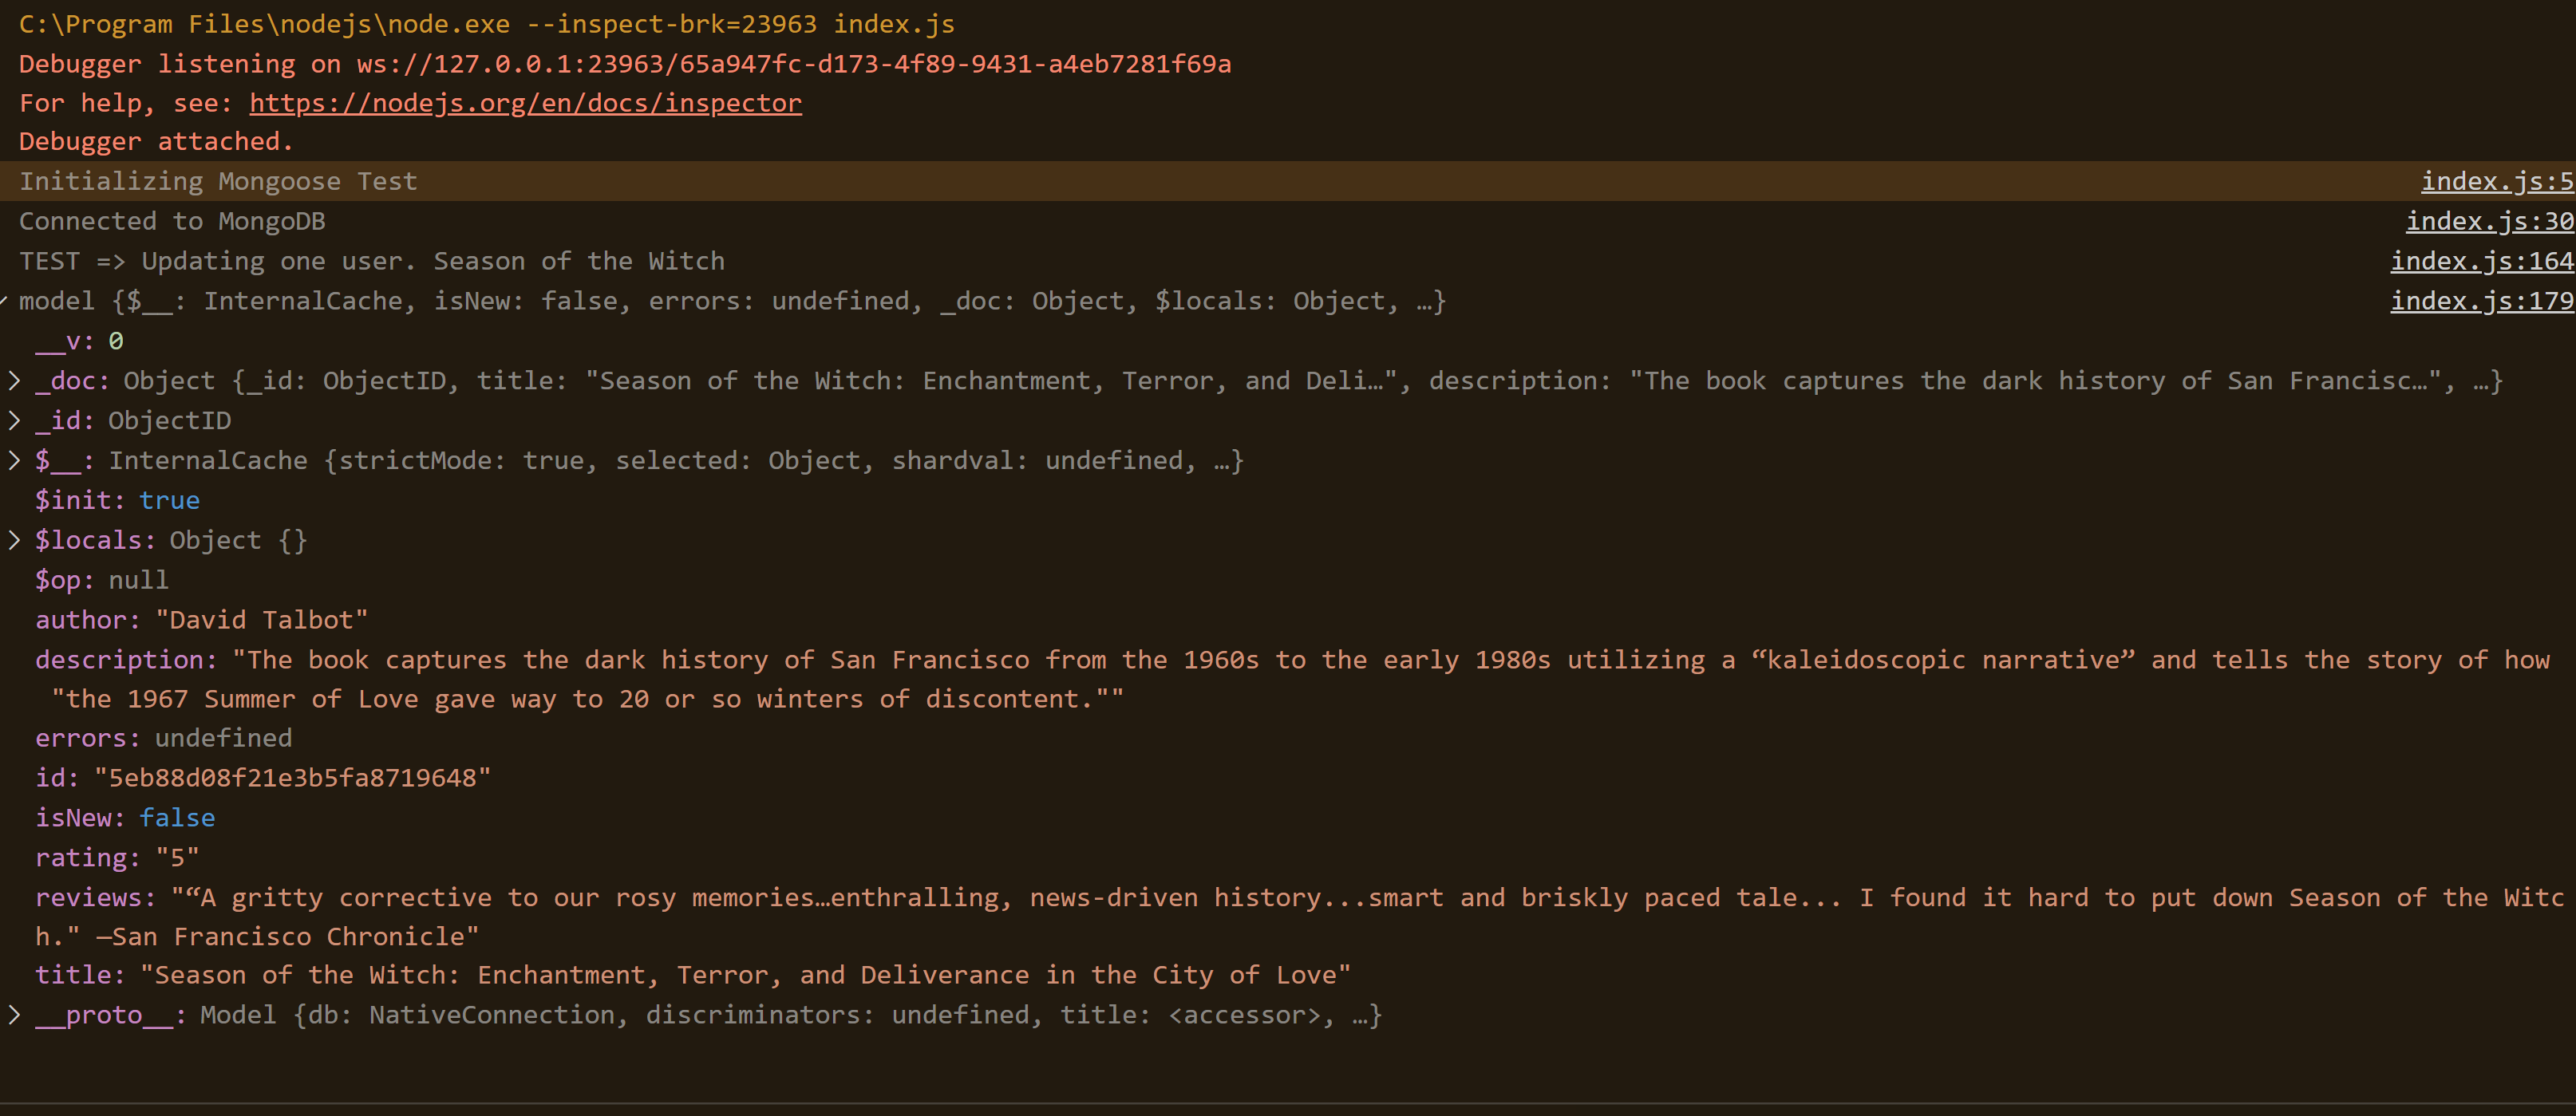 C:\Program Files\nodejs\node.exe --inspect-brk=23963 index.js
Debugger listening on ws://127.0.0.1:23963/65a947fc-d173-4f89-9431-a4eb7281f69a
For help, see: https://nodejs.org/en/docs/inspector
Debugger attached.
Initializing Mongoose Test index.js:5
Connected to MongoDB index.js:30
TEST => Updating one user. Season of the Witch index.js:164
model {$__: InternalCache, isNew: false, errors: undefined, _doc: Object, $locals: Object, …} index.js:179
__v: 0
_doc: Object {_id: ObjectID, title: "Season of the Witch: Enchantment, Terror, and Deli…", description: "The book captures the dark history of San Francisc…", …}
_id: ObjectID
$__: InternalCache {strictMode: true, selected: Object, shardval: undefined, …}
$init: true
$locals: Object {}
$op: null
author: "David Talbot"
description: "The book captures the dark history of San Francisco from the 1960s to the early 1980s utilizing a “kaleidoscopic narrative” and tells the story of how
"the 1967 Summer of Love gave way to 20 or so winters of discontent.""
errors: undefined
id: "5eb88d08f21e3b5fa8719648"
isNew: false
rating: "5"
reviews: "“A gritty corrective to our rosy memories…enthralling, news-driven history...smart and briskly paced tale... I found it hard to put down Season of the Witc
h." —San Francisco Chronicle"
title: "Season of the Witch: Enchantment, Terror, and Deliverance in the City of Love"
__proto__: Model {db: NativeConnection, discriminators: undefined, title: <accessor>, …}